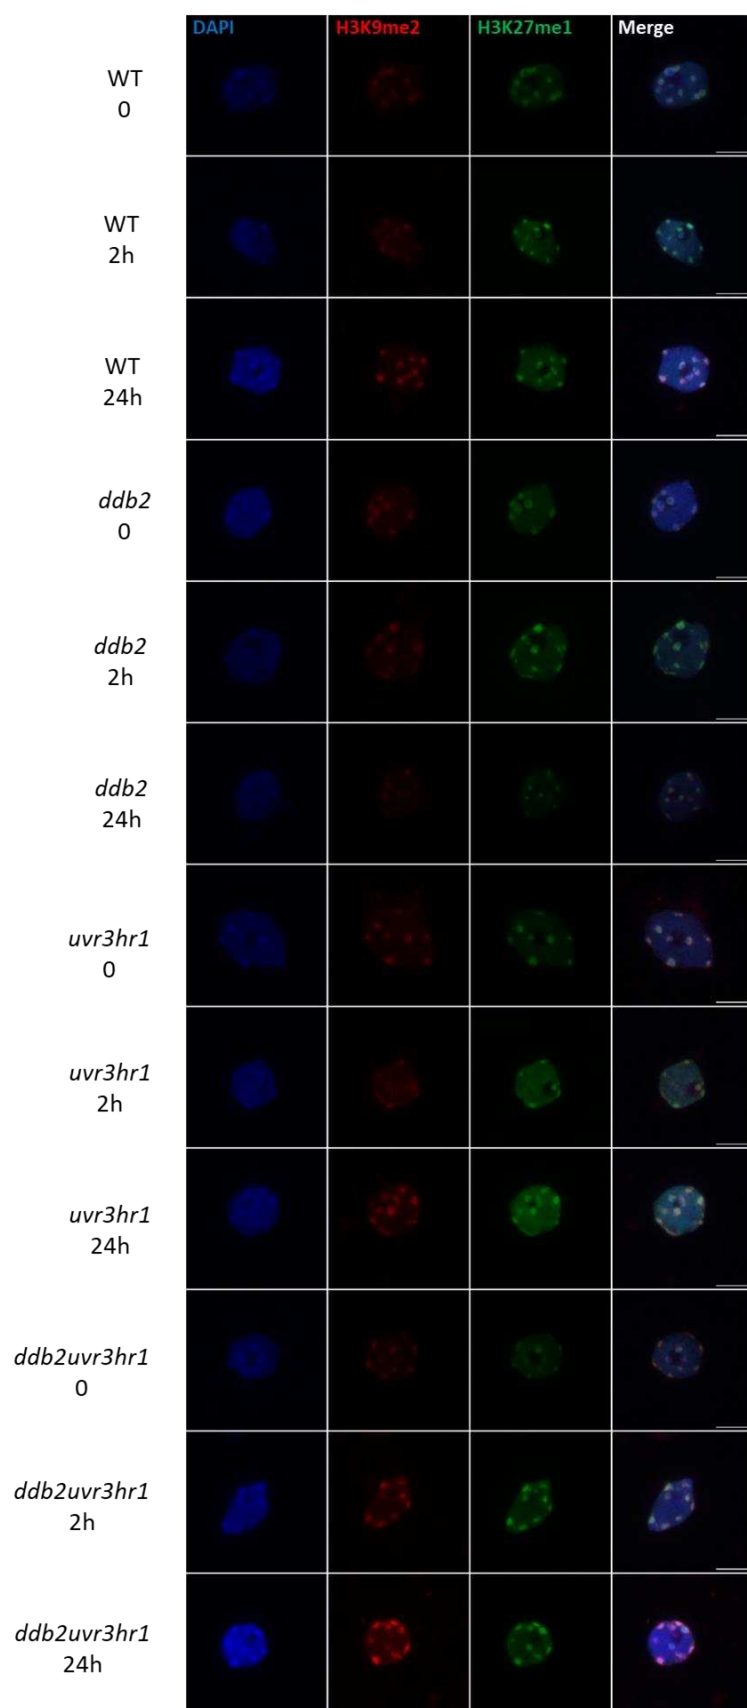 DAPI H3K9me2 H3K27me1 Merge
WT
0
WT
2h
WT
24h
ddb2
0
ddb2
2h
ddb2
24h
uvr3hr1
0
uvr3hr1
2h
uvr3hr1
24h
ddb2uvr3hr1
0
ddb2uvr3hr1
2h
ddb2uvr3hr1
24h